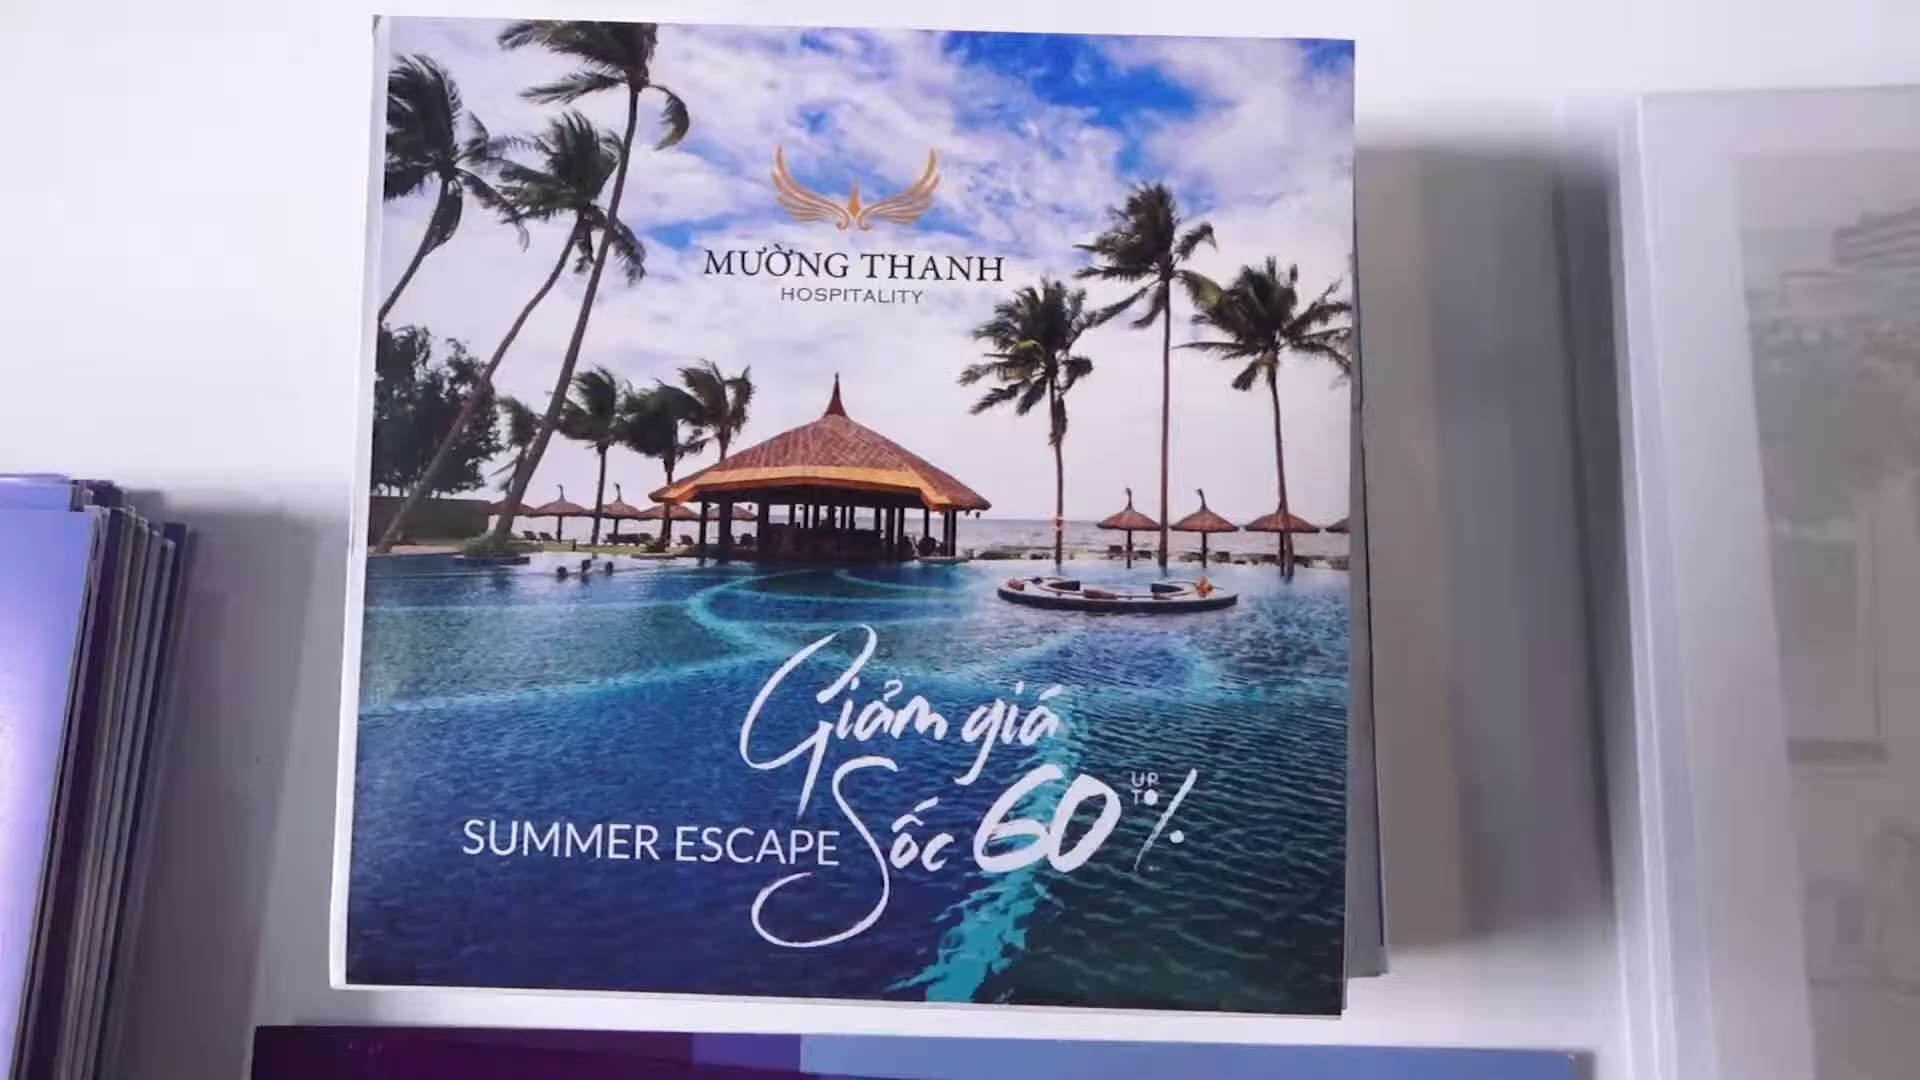 MƯỜNG THANH
HOSPITALITY
Giảm giá
SUMMER ESCAPE Sốc 60 UP TO %